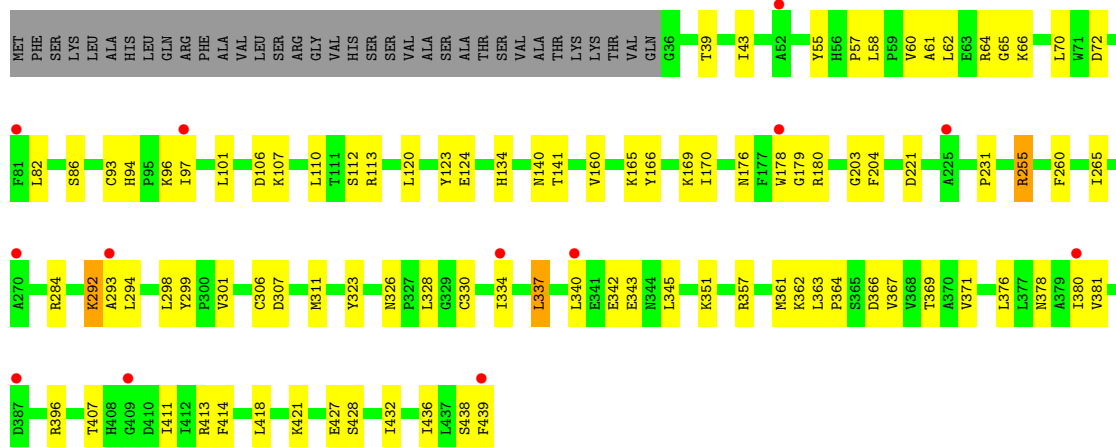 MET PHE SER LYS LEU ALA HIS LEU GLN ARG PHE ALA VAL LEU SER ARG GLY VAL HIS SER SER VAL ALA SER ALA THR SER VAL ALA THR LYS LYS THR VAL GLN G36 T39 I43 A52 Y55 H56 P57 L58 P59 V60 A61 L62 E63 R64 G65 K66 L70 W71 D72
F81 L82 S86 C93 H94 P95 K96 I97 L101 D106 K107 L110 T111 S112 R113 L120 Y123 E124 H134 N140 T141 V160 K165 Y166 K169 I170 N176 F177 W178 G179 R180 G203 F204 D221 A225 P231 R255 F260 I265
A270 R284 K292 A293 L294 L298 Y299 P300 V301 C306 D307 M311 Y323 N326 P327 L328 G329 C330 I334 L337 L340 E341 E342 E343 N344 L345 K351 R357 M361 K362 L363 P364 S365 D366 V367 V368 T369 A370 V371 L376 L377 N378 A379 I380 V381
D387 R396 T407 H408 G409 D410 I411 I412 R413 F414 L418 K421 E427 S428 I432 I436 L437 S438 F439